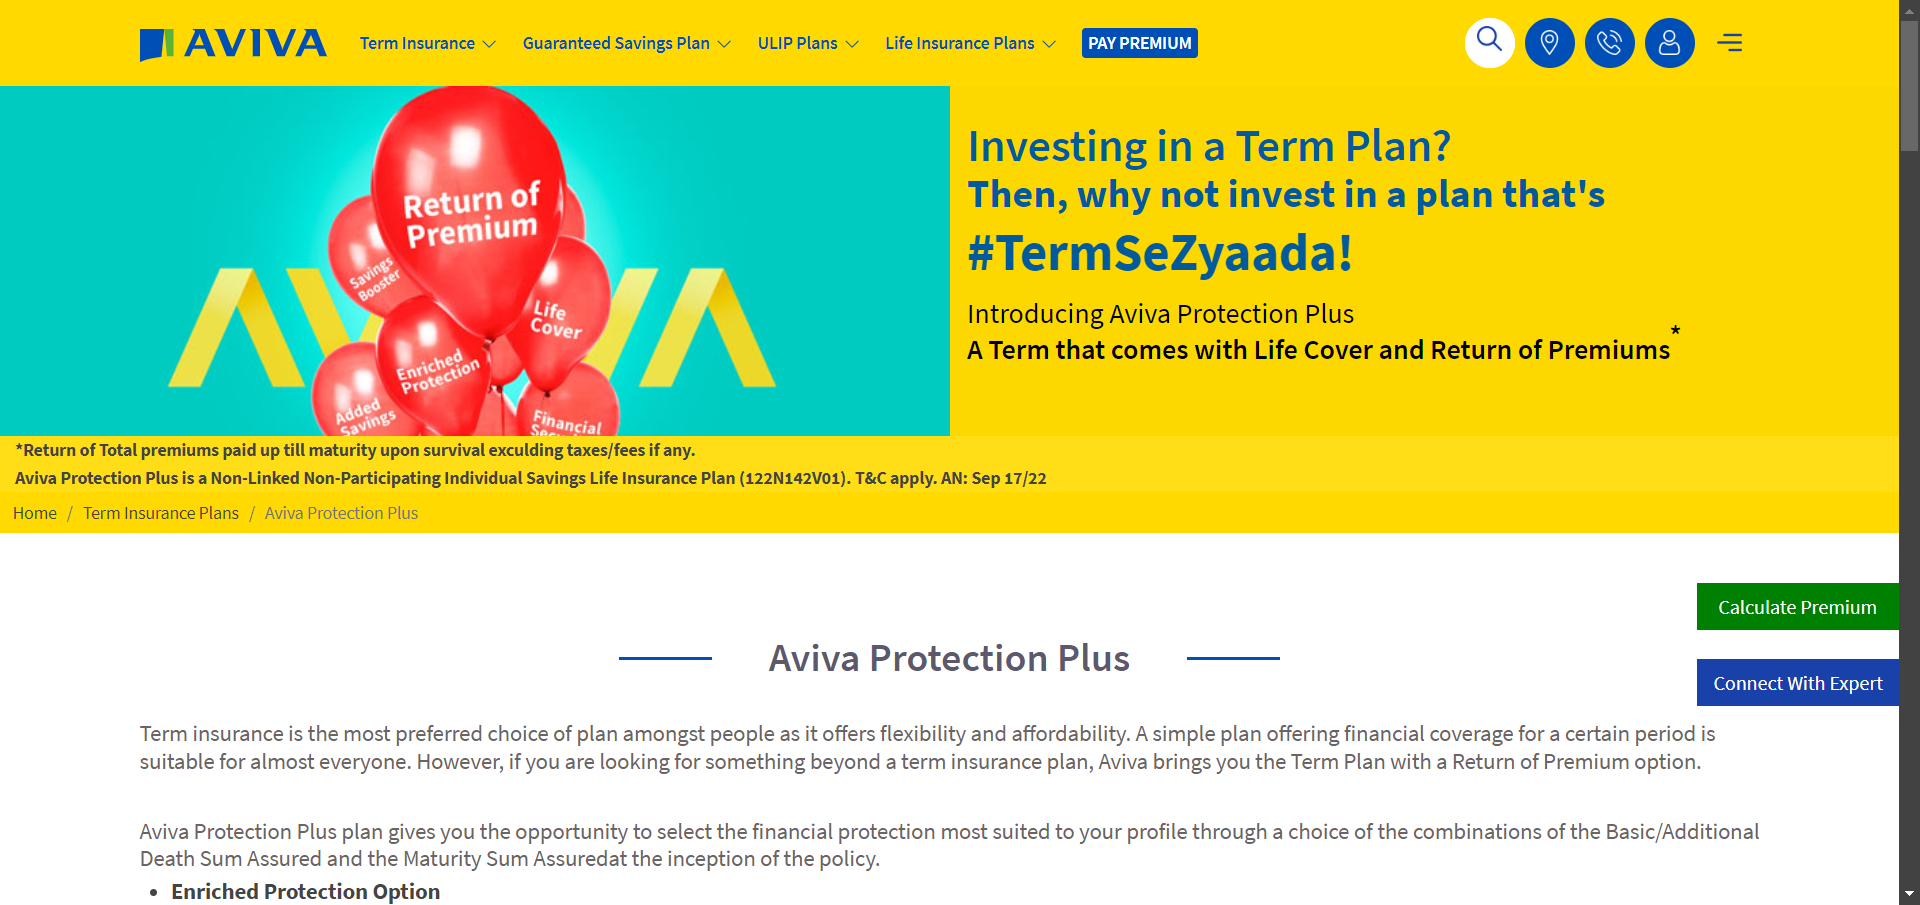 AVIVA
Term Insurance
Guaranteed Savings Plan
ULIP Plans
Life Insurance Plans
PAY PREMIUM
Return of
Premium
Savings
Booster
Life
Cover
Enriched
Protection
Added
Savings
Financial
AVIVA
Investing in a Term Plan?
Then, why not invest in a plan that's
#TermSeZyaada!
Introducing Aviva Protection Plus
A Term that comes with Life Cover and Return of Premiums*
*Return of Total premiums paid up till maturity upon survival exculding taxes/fees if any.
Aviva Protection Plus is a Non-Linked Non-Participating Individual Savings Life Insurance Plan (122N142V01). T&C apply. AN: Sep 17/22
Home / Term Insurance Plans / Aviva Protection Plus
Calculate Premium
Connect With Expert
Aviva Protection Plus
Term insurance is the most preferred choice of plan amongst people as it offers flexibility and affordability. A simple plan offering financial coverage for a certain period is
suitable for almost everyone. However, if you are looking for something beyond a term insurance plan, Aviva brings you the Term Plan with a Return of Premium option.
Aviva Protection Plus plan gives you the opportunity to select the financial protection most suited to your profile through a choice of the combinations of the Basic/Additional
Death Sum Assured and the Maturity Sum Assuredat the inception of the policy.
• Enriched Protection Option